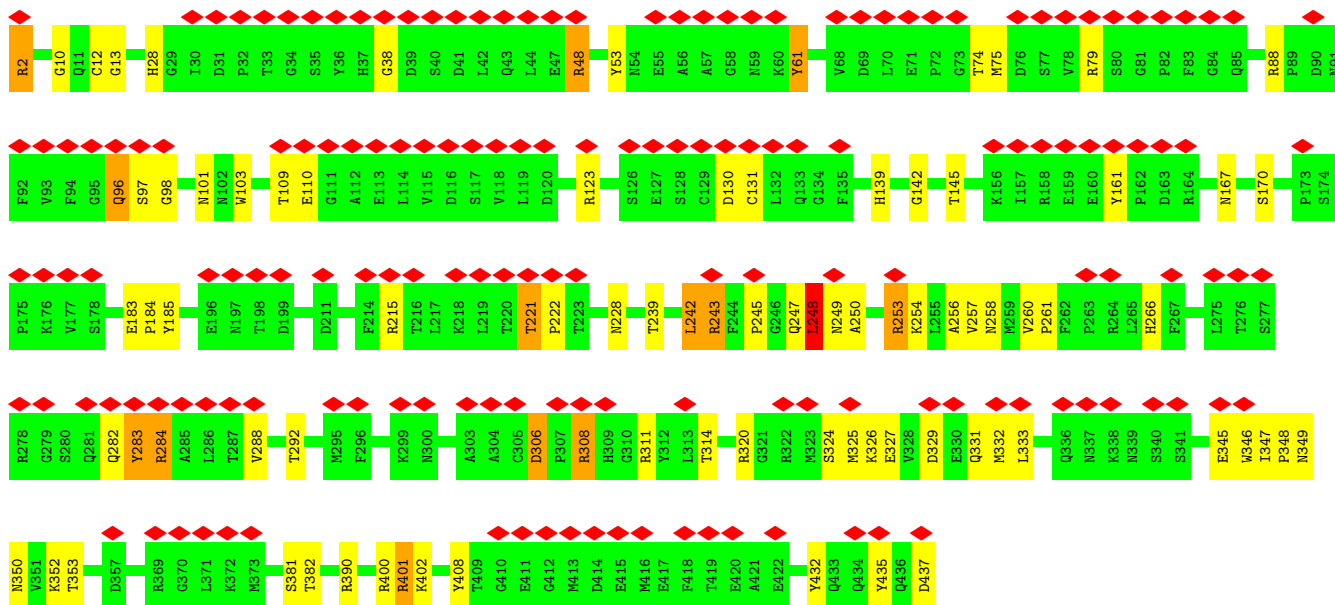 R2 G10 Q11 C12 G13 H28 G29 I30 D31 P32 T33 G34 S35 Y36 H37 G38 D39 S40 D41 L42 Q43 L44 E47 R48 Y53 N54 E55 A56 A57 G58 N59 K60 Y61 V68 D69 L70 E71 P72 G73 T74 M75 D76 S77 V78 R79 S80 G81 P82 F83 G84 Q85 R88 P89 D90 N91
F92 V93 F94 G95 Q96 S97 G98 N101 N102 W103 T109 E110 G111 A112 E113 L114 V115 D116 S117 V118 L119 D120 R123 S126 E127 S128 C129 D130 C131 L132 Q133 G134 F135 H139 G142 T145 K156 I157 R158 E159 E160 Y161 P162 D163 R164 N167 S170 P173 S174
P175 K176 V177 S178 E183 P184 Y185 E196 N197 T198 D199 D211 F214 R215 T216 L217 K218 L219 T220 T221 P222 T223 N228 T239 L242 R243 F244 P245 G246 Q247 L248 N249 A250 R253 K254 L255 A256 V257 N258 M259 V260 P261 F262 P263 R264 L265 H266 F267 L275 T276 S277
R278 G279 S280 Q281 Q282 Y283 R284 A285 L286 T287 V288 T292 M295 F296 K299 N300 A303 A304 C305 D306 P307 R308 H309 G310 R311 Y312 L313 T314 R320 G321 R322 M323 S324 M325 K326 E327 V328 D329 E330 Q331 M332 L333 Q336 N337 K338 N339 S340 S341 E345 W346 I347 P348 N349
N350 V351 K352 T353 D357 R369 G370 L371 K372 M373 S381 T382 R390 R400 R401 K402 Y408 T409 G410 E411 G412 M413 D414 E415 M416 E417 F418 T419 E420 A421 E422 Y432 Q433 Q434 Y435 Q436 D437